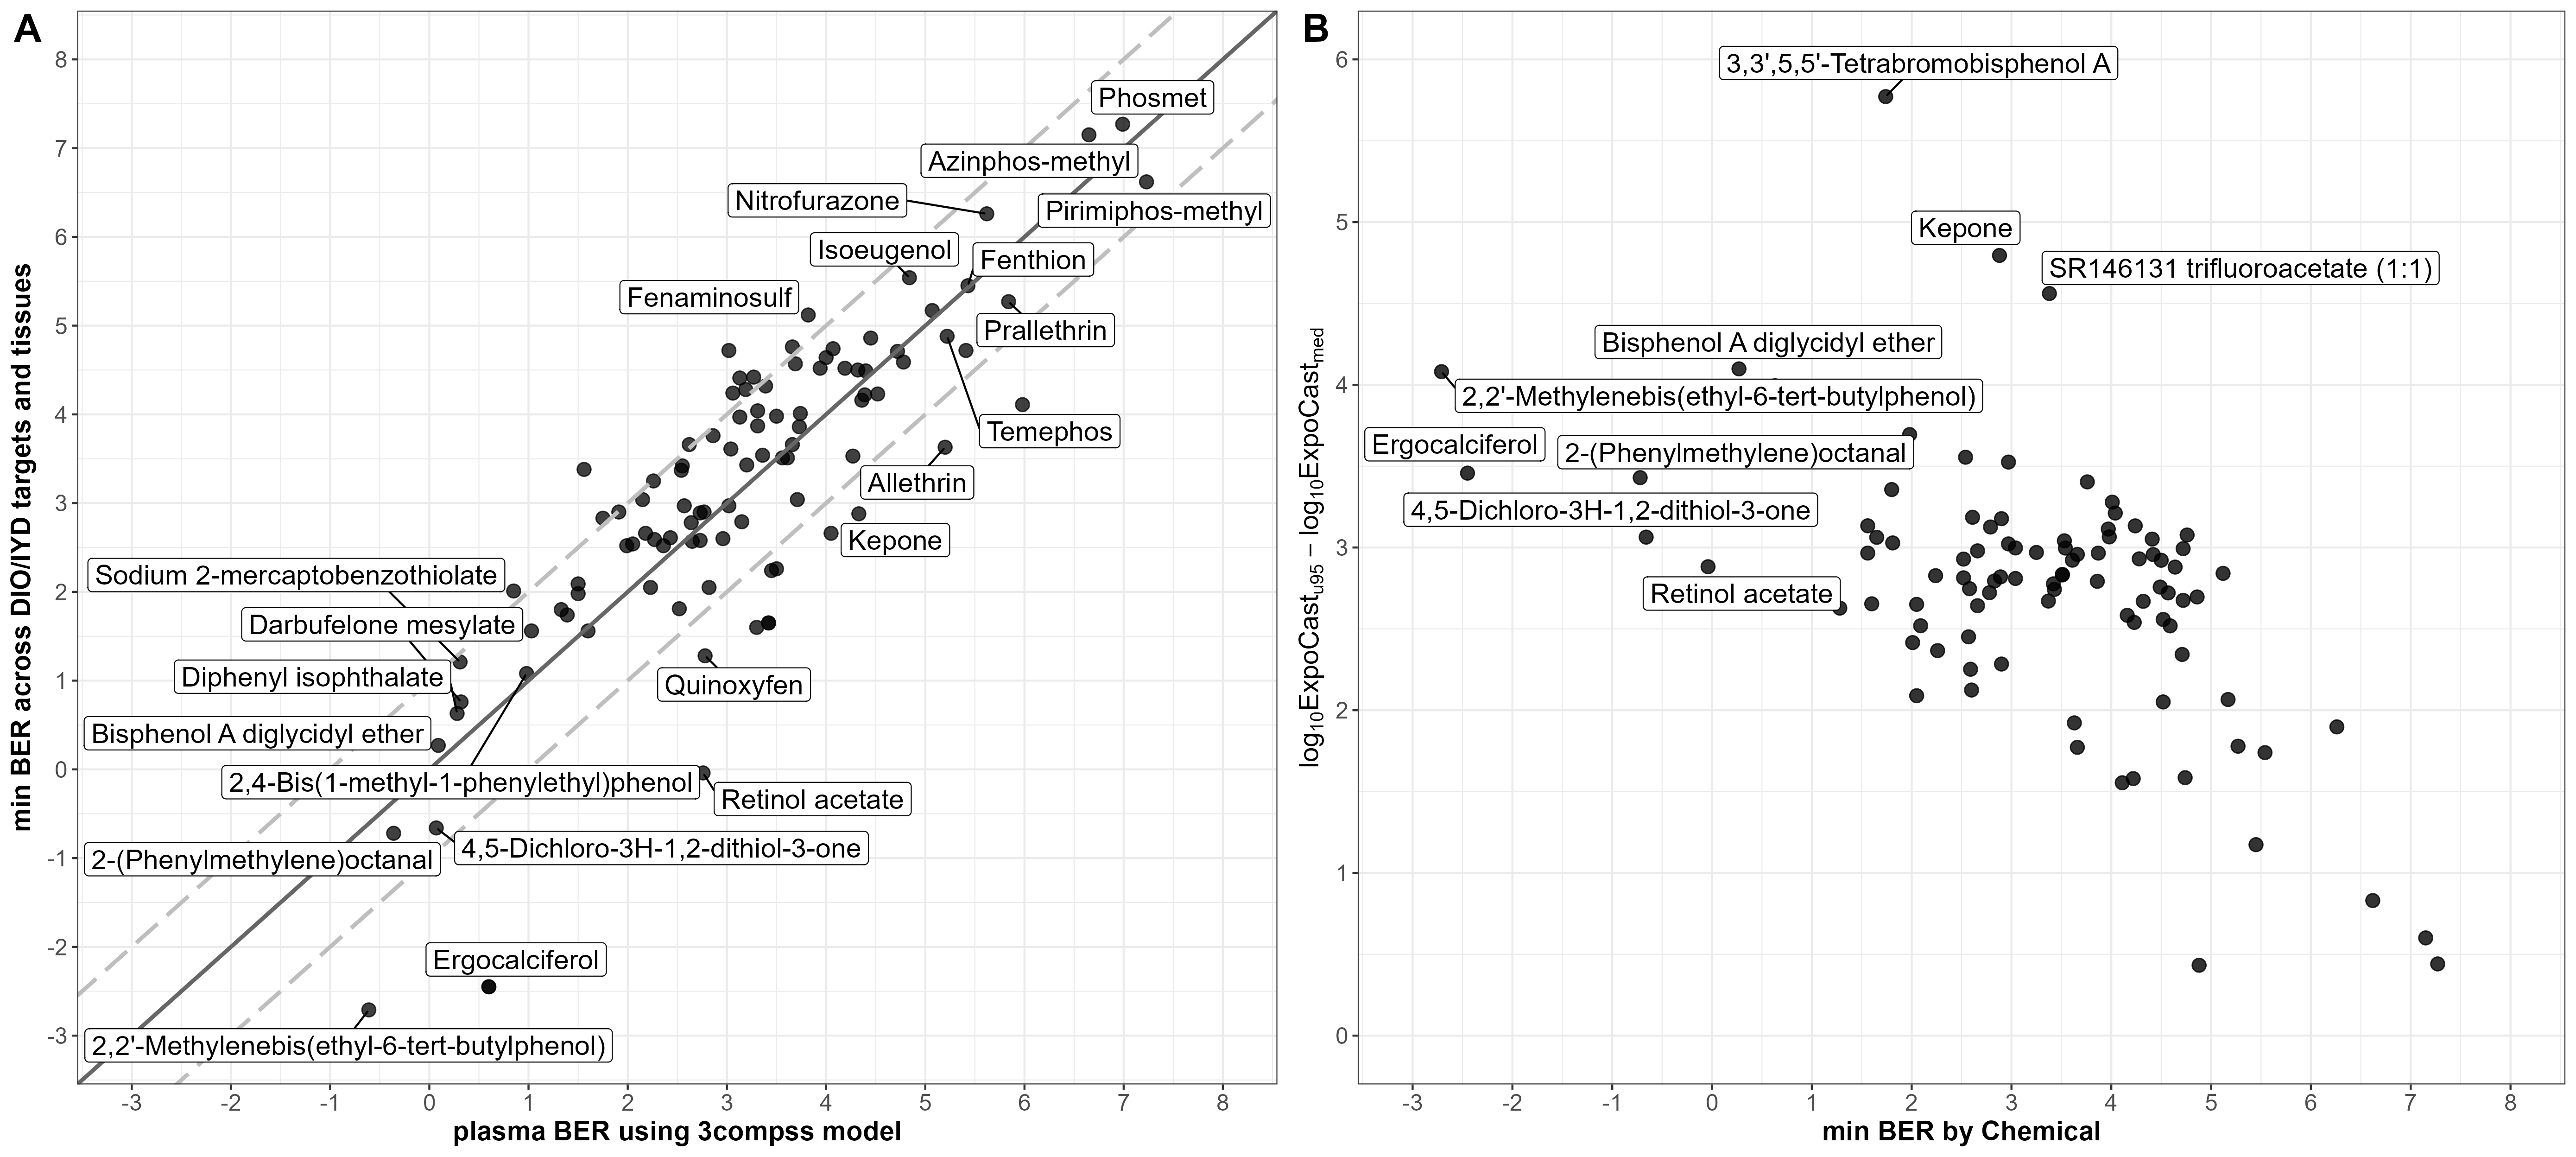 A
min BER across DIO/IYD targets and tissues
8
7
6
5
4
3
2
1
0
-1
-2
-3
Phosmet
Azinphos-methyl
Nitrofurazone
Pirimiphos-methyl
Isoeugenol
Fenthion
Fenaminosulf
Prallethrin
Temephos
Allethrin
Kepone
Sodium 2-mercaptobenzothiolate
Darbufelone mesylate
Diphenyl isophthalate
Quinoxyfen
Bisphenol A diglycidyl ether
2,4-Bis(1-methyl-1-phenylethyl)phenol
Retinol acetate
4,5-Dichloro-3H-1,2-dithiol-3-one
2-(Phenylmethylene)octanal
Ergocalciferol
2,2'-Methylenebis(ethyl-6-tert-butylphenol)
-3 -2 -1 0 1 2 3 4 5 6 7 8
plasma BER using 3compss model
B
log10ExpoCastu95 – log10ExpoCastmed
6
5
4
3
2
1
0
3,3',5,5'-Tetrabromobisphenol A
Kepone
SR146131 trifluoroacetate (1:1)
Bisphenol A diglycidyl ether
2,2'-Methylenebis(ethyl-6-tert-butylphenol)
Ergocalciferol
2-(Phenylmethylene)octanal
4,5-Dichloro-3H-1,2-dithiol-3-one
Retinol acetate
-3 -2 -1 0 1 2 3 4 5 6 7 8
min BER by Chemical